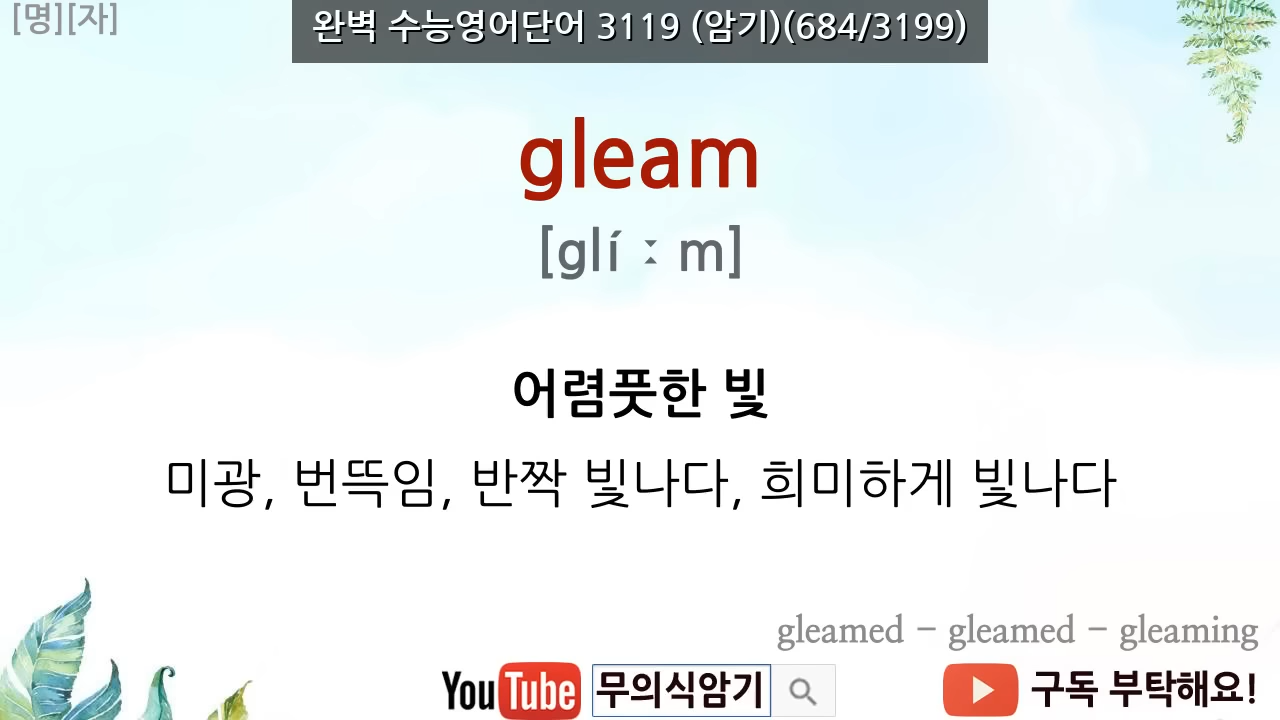 [명][자]
완벽 수능영어단어 3119 (암기)(684/3199)
gleam
[glí ː m]
어렴풋한 빛
미광, 번뜩임, 반짝 빛나다, 희미하게 빛나다
gleamed - gleamed - gleaming
YouTube 무의식암기
구독 부탁해요!